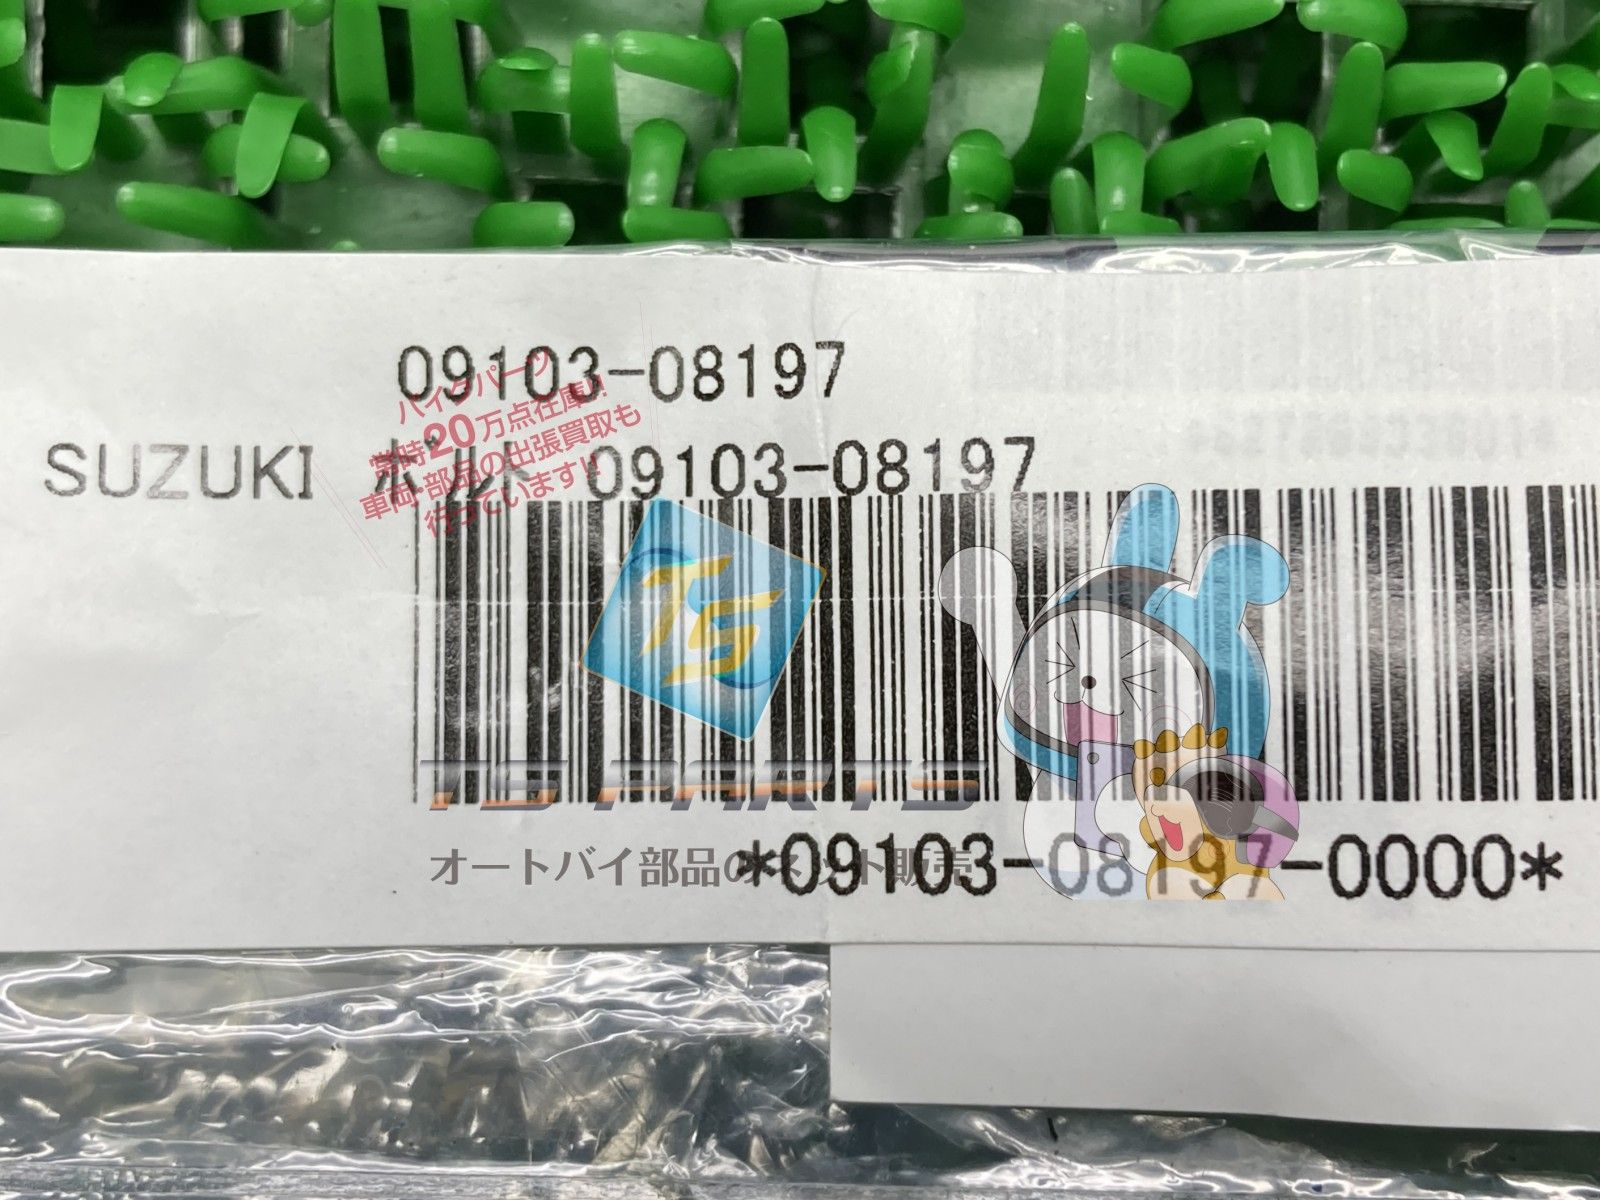 09103-08197
バイクパーツ
常時20万点在庫!!
車両・部品の出張買取も
行っています!!
SUZUKI ボルト 09103-08197
TS
TS PARTS
オートバイ部品のネット販売
*09103-08197-0000*